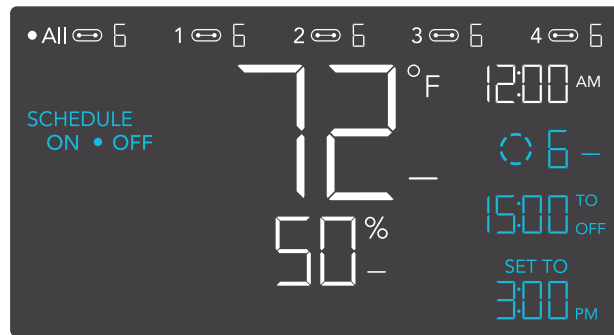 • All 6 1 6 2 6 3 6 4 6
72 °F
12:00 AM
SCHEDULE
ON • OFF
6 –
15:00 TO OFF
50 %
SET TO
3:00 PM